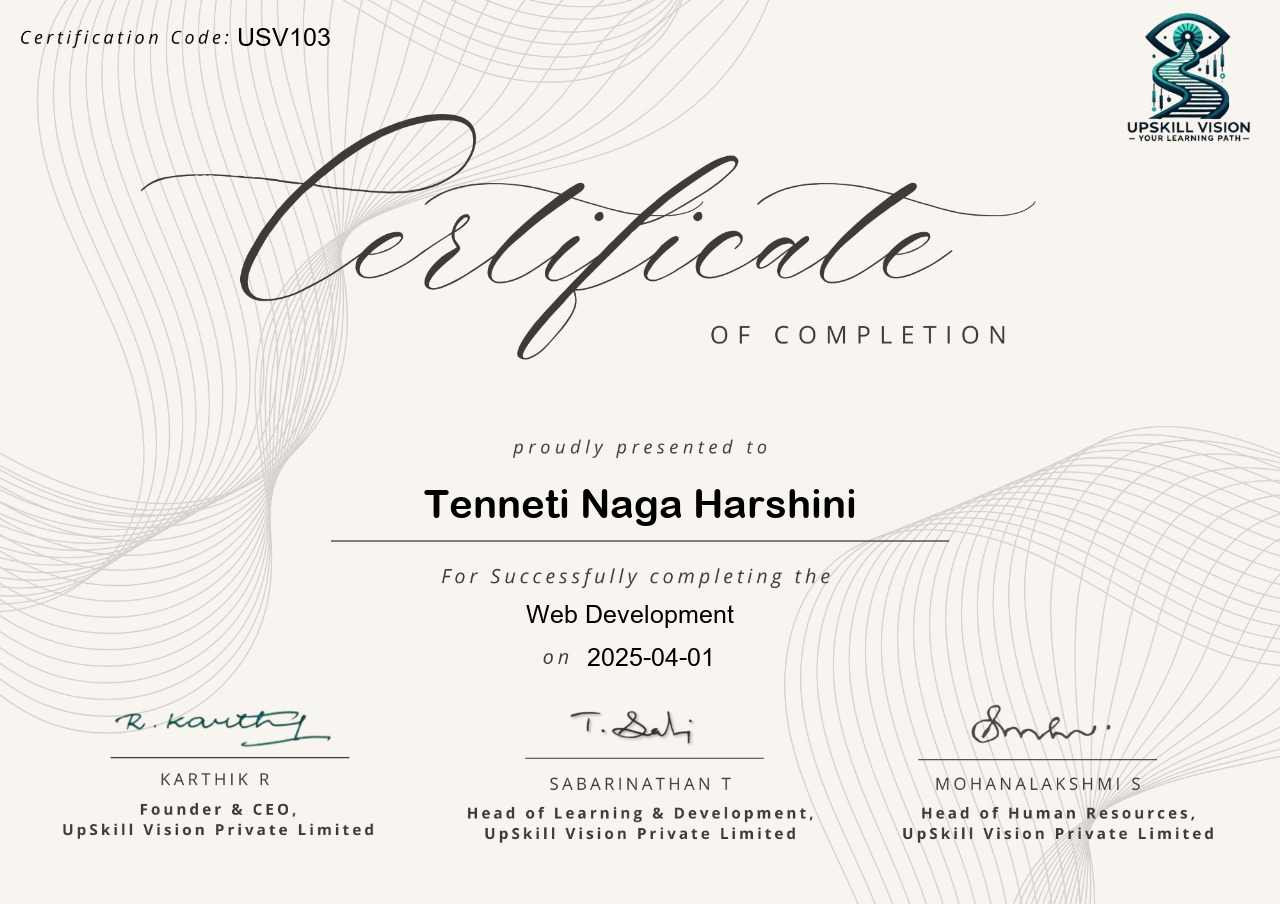 Certification Code: USV103
UPSKILL VISION
– YOUR LEARNING PATH –
Certificate
OF COMPLETION
proudly presented to
Tenneti Naga Harshini
For Successfully completing the
Web Development
on 2025-04-01
R. Karthy
T. Sabi
KARTHIK R
Founder & CEO,
UpSkill Vision Private Limited
SABARINATHAN T
Head of Learning & Development,
UpSkill Vision Private Limited
MOHANALAKSHMI S
Head of Human Resources,
UpSkill Vision Private Limited